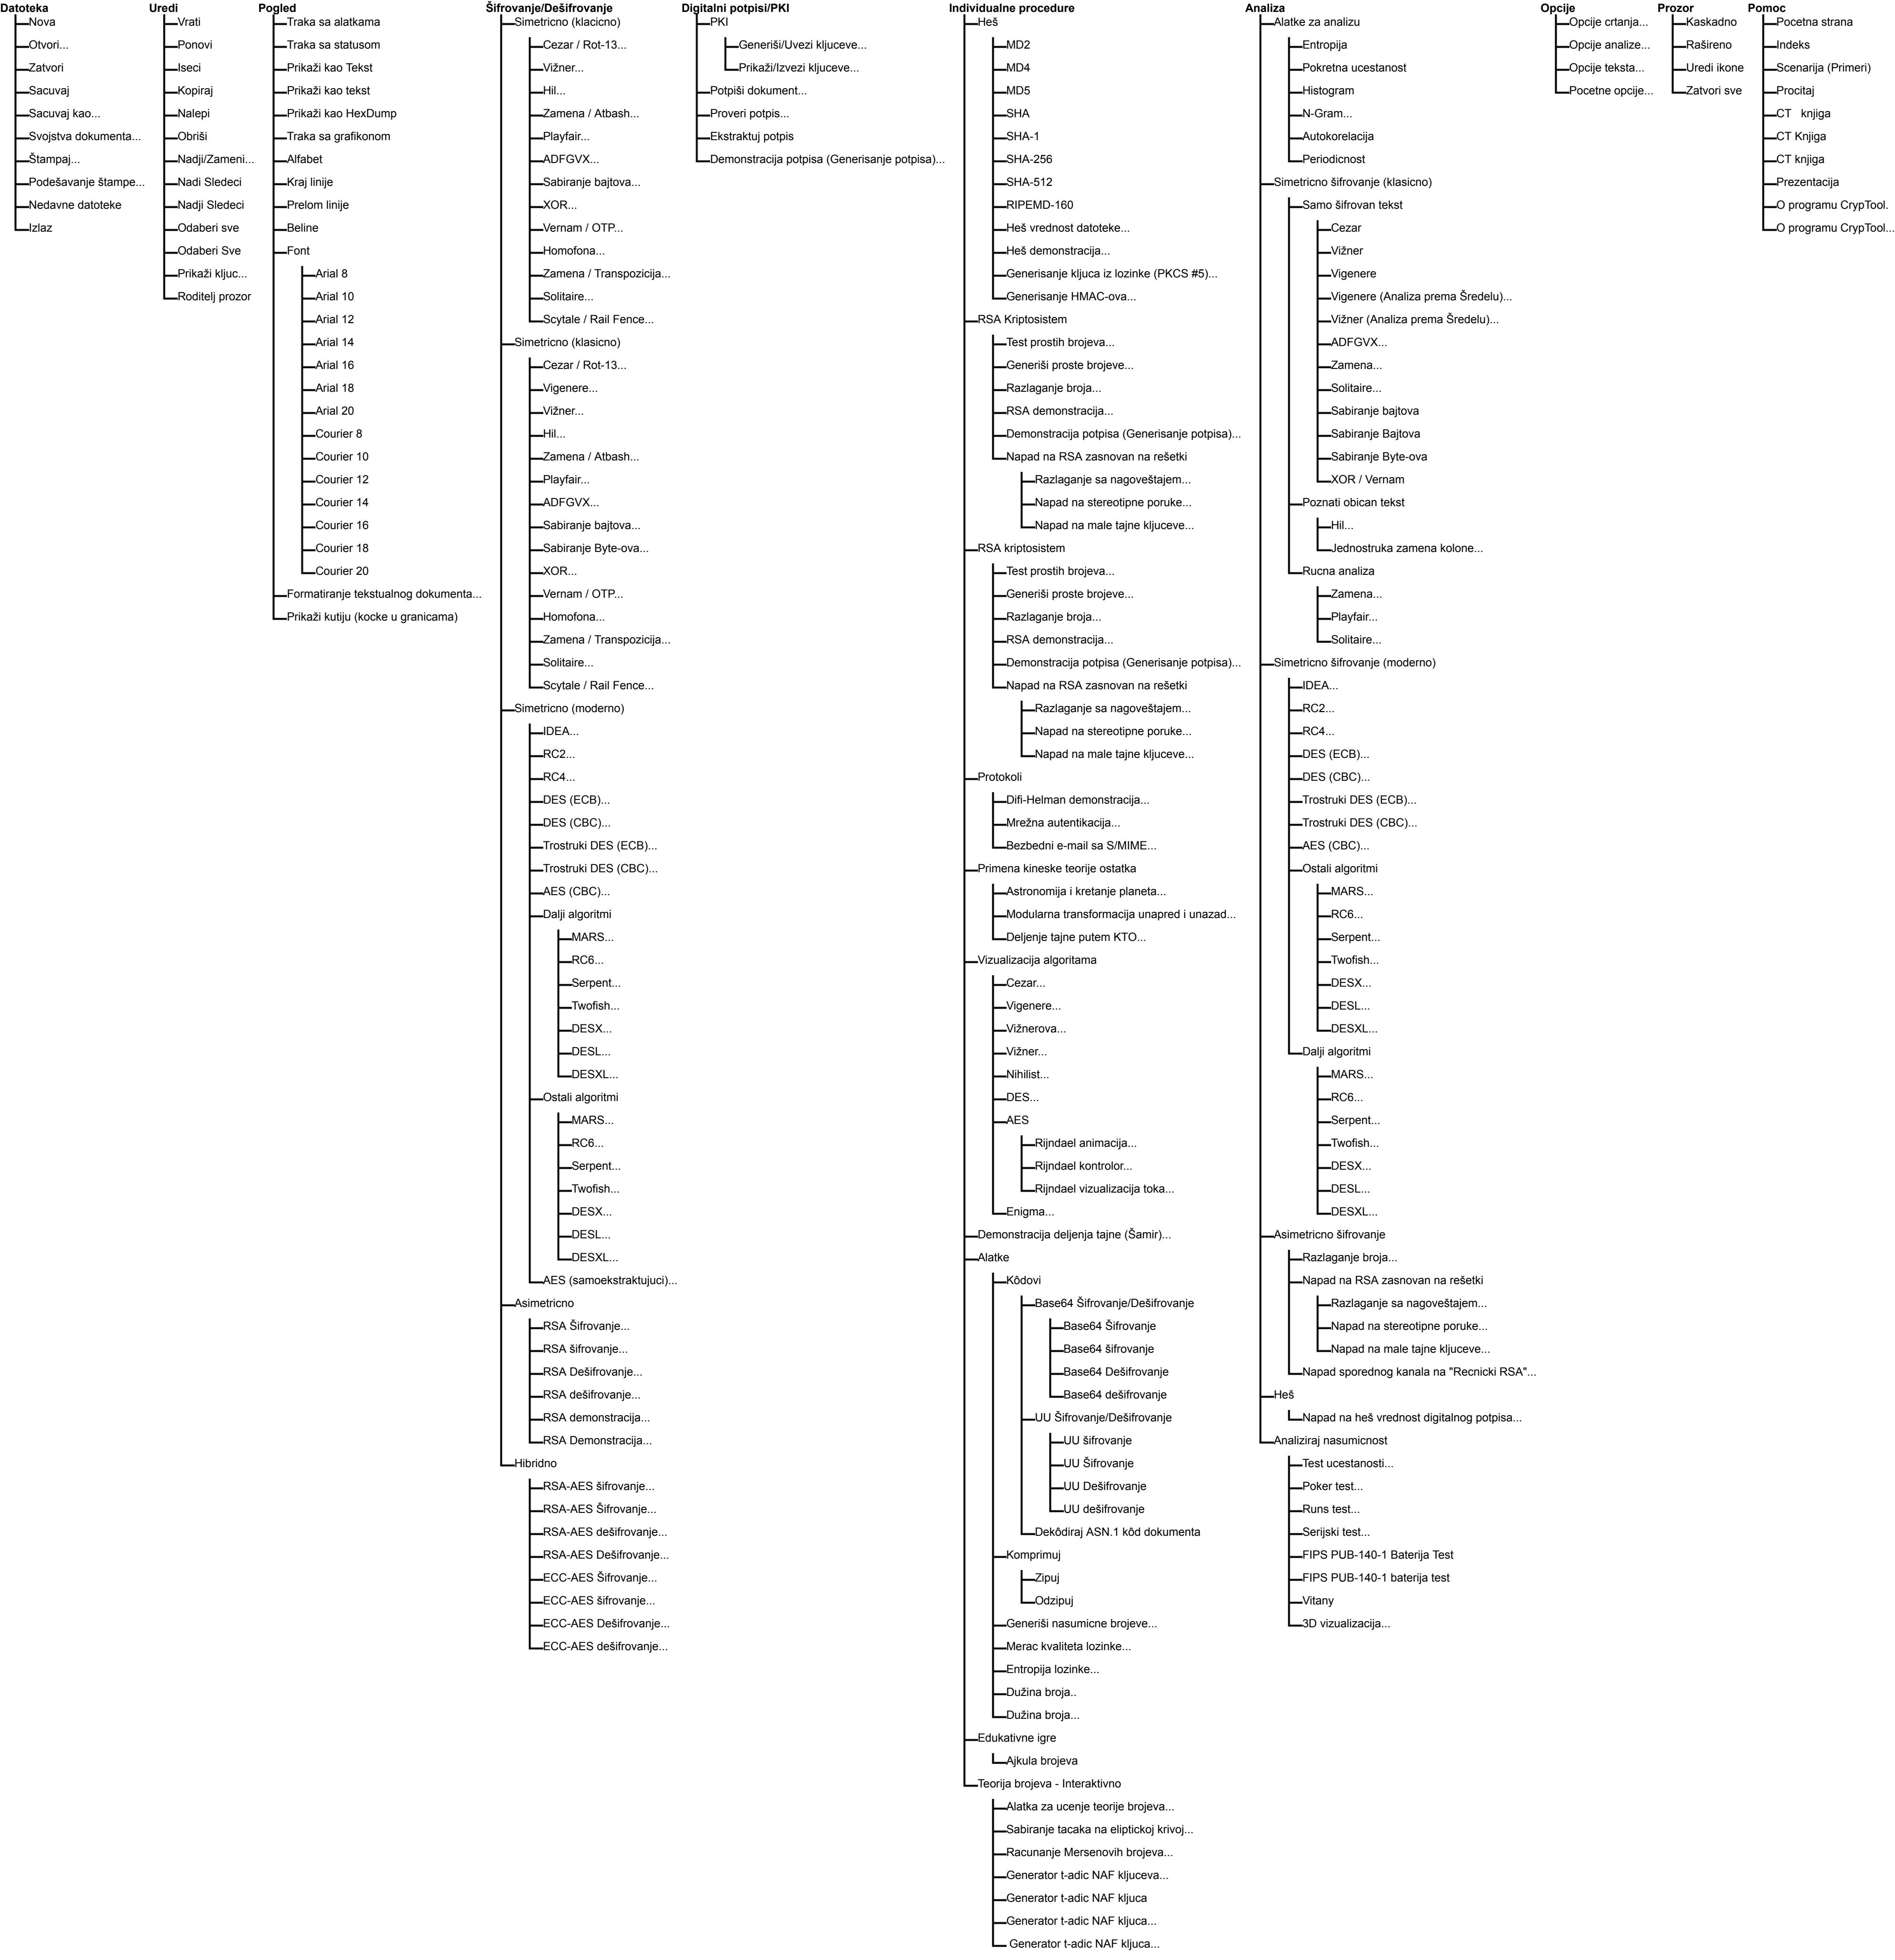 Datoteka
Nova
Otvori...
Zatvori
Sacuvaj
Sacuvaj kao...
Svojstva dokumenta...
Štampaj...
Podešavanje štampe...
Nedavne datoteke
Izlaz
Uredi
Vrati
Ponovi
Iseci
Kopiraj
Nalepi
Obriši
Nadji/Zameni...
Nadi Sledeci
Nadji Sledeci
Odaberi sve
Odaberi Sve
Prikaži kljuc...
Roditelj prozor
Pogled
Traka sa alatkama
Traka sa statusom
Prikaži kao Tekst
Prikaži kao tekst
Prikaži kao HexDump
Traka sa grafikonom
Alfabet
Kraj linije
Prelom linije
Beline
Font
Arial 8
Arial 10
Arial 12
Arial 14
Arial 16
Arial 18
Arial 20
Courier 8
Courier 10
Courier 12
Courier 14
Courier 16
Courier 18
Courier 20
Formatiranje tekstualnog dokumenta...
Prikaži kutiju (kocke u granicama)
Šifrovanje/Dešifrovanje
Simetricno (klacicno)
Cezar / Rot-13...
Vižner...
Hil...
Zamena / Atbash...
Playfair...
ADFGVX...
Sabiranje bajtova...
XOR...
Vernam / OTP...
Homofona...
Zamena / Transpozicija...
Solitaire...
Scytale / Rail Fence...
Simetricno (klasicno)
Cezar / Rot-13...
Vigenere...
Vižner...
Hil...
Zamena / Atbash...
Playfair...
ADFGVX...
Sabiranje bajtova...
Sabiranje Byte-ova...
XOR...
Vernam / OTP...
Homofona...
Zamena / Transpozicija...
Solitaire...
Scytale / Rail Fence...
Simetricno (moderno)
IDEA...
RC2...
RC4...
DES (ECB)...
DES (CBC)...
Trostruki DES (ECB)...
Trostruki DES (CBC)...
AES (CBC)...
Dalji algoritmi
MARS...
RC6...
Serpent...
Twofish...
DESX...
DESL...
DESXL...
Ostali algoritmi
MARS...
RC6...
Serpent...
Twofish...
DESX...
DESL...
DESXL...
AES (samoekstraktujuci)...
Asimetricno
RSA Šifrovanje...
RSA šifrovanje...
RSA Dešifrovanje...
RSA dešifrovanje...
RSA demonstracija...
RSA Demonstracija...
Hibridno
RSA-AES šifrovanje...
RSA-AES Šifrovanje...
RSA-AES dešifrovanje...
RSA-AES Dešifrovanje...
ECC-AES Šifrovanje...
ECC-AES šifrovanje...
ECC-AES Dešifrovanje...
ECC-AES dešifrovanje...
Digitalni potpisi/PKI
PKI
Generiši/Uvezi kljuceve...
Prikaži/Izvezi kljuceve...
Potpiši dokument...
Proveri potpis...
Ekstraktuj potpis
Demonstracija potpisa (Generisanje potpisa)...
Individualne procedure
Heš
MD2
MD4
MD5
SHA
SHA-1
SHA-256
SHA-512
RIPEMD-160
Heš vrednost datoteke...
Heš demonstracija...
Generisanje kljuca iz lozinke (PKCS #5)...
Generisanje HMAC-ova...
RSA Kriptosistem
Test prostih brojeva...
Generiši proste brojeve...
Razlaganje broja...
RSA demonstracija...
Demonstracija potpisa (Generisanje potpisa)...
Napad na RSA zasnovan na rešetki
Razlaganje sa nagoveštajem...
Napad na stereotipne poruke...
Napad na male tajne kljuceve...
RSA kriptosistem
Test prostih brojeva...
Generiši proste brojeve...
Razlaganje broja...
RSA demonstracija...
Demonstracija potpisa (Generisanje potpisa)...
Napad na RSA zasnovan na rešetki
Razlaganje sa nagoveštajem...
Napad na stereotipne poruke...
Napad na male tajne kljuceve...
Protokoli
Difi-Helman demonstracija...
Mrežna autentikacija...
Bezbedni e-mail sa S/MIME...
Primena kineske teorije ostatka
Astronomija i kretanje planeta...
Modularna transformacija unapred i unazad...
Deljenje tajne putem KTO...
Vizualizacija algoritama
Cezar...
Vigenere...
Vižnerova...
Vižner...
Nihilist...
DES...
AES
Rijndael animacija...
Rijndael kontrolor...
Rijndael vizualizacija toka...
Enigma...
Demonstracija deljenja tajne (Šamir)...
Alatke
Kôdovi
Base64 Šifrovanje/Dešifrovanje
Base64 Šifrovanje
Base64 šifrovanje
Base64 Dešifrovanje
Base64 dešifrovanje
UU Šifrovanje/Dešifrovanje
UU šifrovanje
UU Šifrovanje
UU Dešifrovanje
UU dešifrovanje
Dekôdiraj ASN.1 kôd dokumenta
Komprimuj
Zipuj
Odzipuj
Generiši nasumicne brojeve...
Merac kvaliteta lozinke...
Entropija lozinke...
Dužina broja..
Dužina broja...
Edukativne igre
Ajkula brojeva
Teorija brojeva - Interaktivno
Alatka za ucenje teorije brojeva...
Sabiranje tacaka na eliptickoj krivoj...
Racunanje Mersenovih brojeva...
Generator t-adic NAF kljuceva...
Generator t-adic NAF kljuca
Generator t-adic NAF kljuca...
Generator t-adic NAF kljuca...
Analiza
Alatke za analizu
Entropija
Pokretna ucestanost
Histogram
N-Gram...
Autokorelacija
Periodicnost
Simetricno šifrovanje (klasicno)
Samo šifrovan tekst
Cezar
Vižner
Vigenere
Vigenere (Analiza prema Šredelu)...
Vižner (Analiza prema Šredelu)...
ADFGVX...
Zamena...
Solitaire...
Sabiranje bajtova
Sabiranje Bajtova
Sabiranje Byte-ova
XOR / Vernam
Poznati obican tekst
Hil...
Jednostruka zamena kolone...
Rucna analiza
Zamena...
Playfair...
Solitaire...
Simetricno šifrovanje (moderno)
IDEA...
RC2...
RC4...
DES (ECB)...
DES (CBC)...
Trostruki DES (ECB)...
Trostruki DES (CBC)...
AES (CBC)...
Ostali algoritmi
MARS...
RC6...
Serpent...
Twofish...
DESX...
DESL...
DESXL...
Dalji algoritmi
MARS...
RC6...
Serpent...
Twofish...
DESX...
DESL...
DESXL...
Asimetricno šifrovanje
Razlaganje broja...
Napad na RSA zasnovan na rešetki
Razlaganje sa nagoveštajem...
Napad na stereotipne poruke...
Napad na male tajne kljuceve...
Napad sporednog kanala na "Recnicki RSA"...
Heš
Napad na heš vrednost digitalnog potpisa...
Analiziraj nasumicnost
Test ucestanosti...
Poker test...
Runs test...
Serijski test...
FIPS PUB-140-1 Baterija Test
FIPS PUB-140-1 baterija test
Vitany
3D vizualizacija...
Opcije
Opcije crtanja...
Opcije analize...
Opcije teksta...
Pocetne opcije...
Prozor
Kaskadno
Rašireno
Uredi ikone
Zatvori sve
Pomoc
Pocetna strana
Indeks
Scenarija (Primeri)
Procitaj
CT knjiga
CT Knjiga
CT knjiga
Prezentacija
O programu CrypTool.
O programu CrypTool...